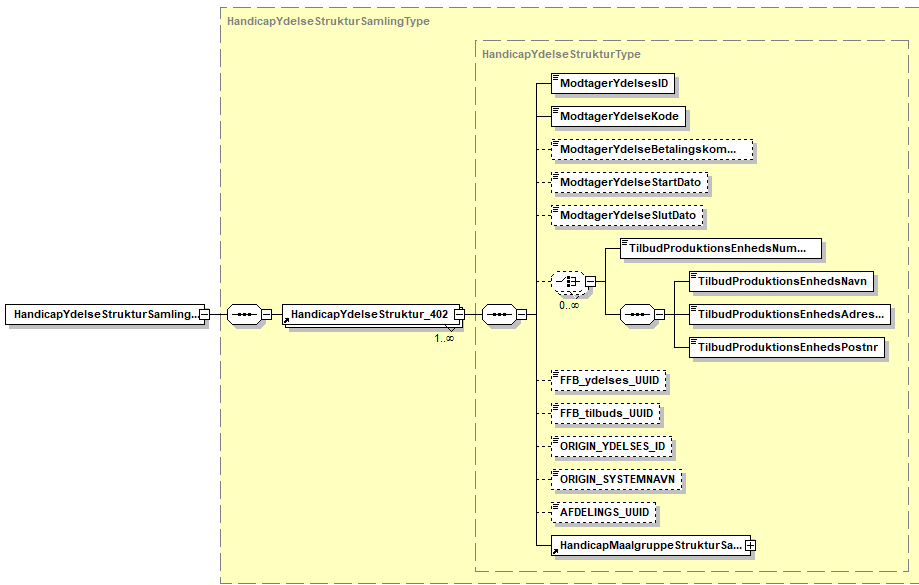 HandicapYdelseStrukturSamlingType
HandicapYdelseStrukturType
ModtagerYdelsesID
ModtagerYdelseKode
ModtagerYdelseBetalingskom...
ModtagerYdelseStartDato
ModtagerYdelseSlutDato
TilbudProduktionsEnhedsNum...
TilbudProduktionsEnhedsNavn
0..∞
HandicapYdelseStrukturSamling...
HandicapYdelseStruktur_402
1..∞
TilbudProduktionsEnhedsAdres...
TilbudProduktionsEnhedsPostnr
FFB_ydelses_UUID
FFB_tilbuds_UUID
ORIGIN_YDELSES_ID
ORIGIN_SYSTEMNAVN
AFDELINGS_UUID
HandicapMaalgruppeStrukturSa...